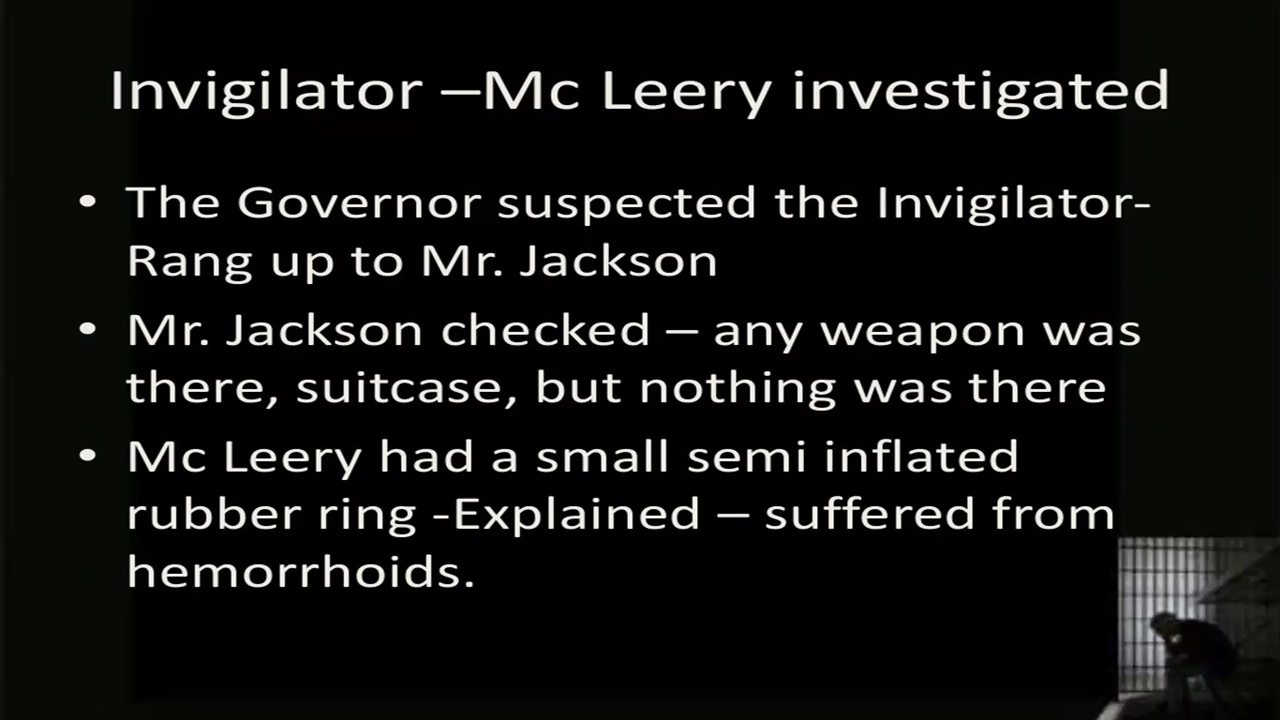 Invigilator –Mc Leery investigated
• The Governor suspected the Invigilator-
Rang up to Mr. Jackson
• Mr. Jackson checked – any weapon was
there, suitcase, but nothing was there
• Mc Leery had a small semi inflated
rubber ring -Explained – suffered from
hemorrhoids.